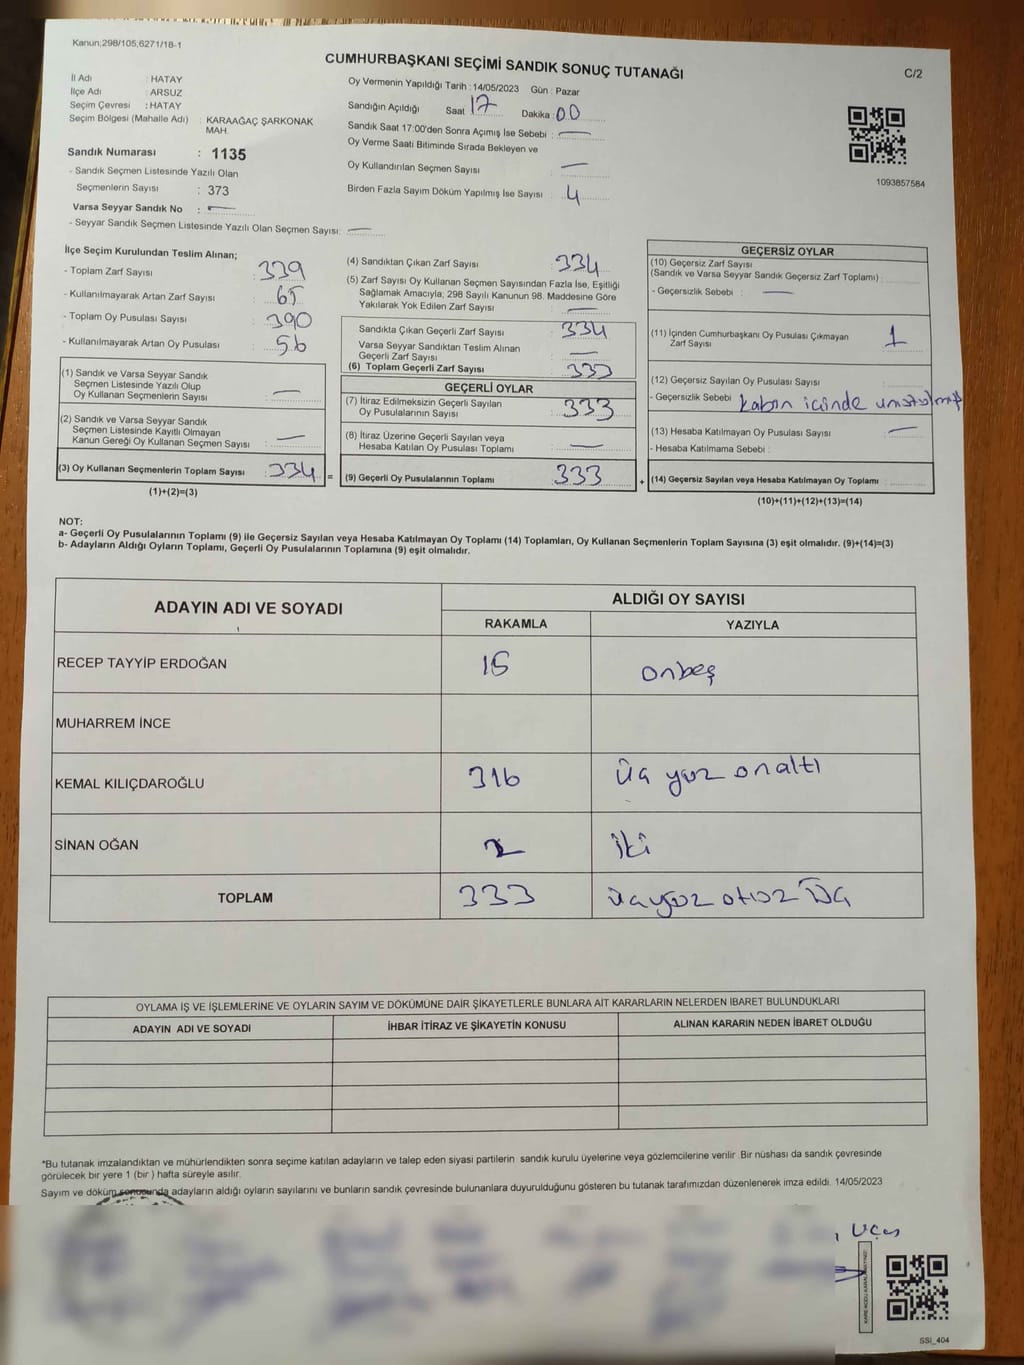 Kanun;298/105,6271/18-1
CUMHURBAŞKANI SEÇİMİ SANDIK SONUÇ TUTANAĞI
C/2
İl Adı : HATAY
İlçe Adı : ARSUZ
Seçim Çevresi : HATAY
Seçim Bölgesi (Mahalle Adı) : KARAAĞAÇ ŞARKONAK MAH.
Sandık Numarası : 1135
- Sandık Seçmen Listesinde Yazılı Olan
Seçmenlerin Sayısı : 373
Varsa Seyyar Sandık No : —
- Seyyar Sandık Seçmen Listesinde Yazılı Olan Seçmen Sayısı: —
Oy Vermenin Yapıldığı Tarih : 14/05/2023 Gün : Pazar
Sandığın Açıldığı Saat 17 Dakika : 00
Sandık Saat 17:00'den Sonra Açımış İse Sebebi : —
Oy Verme Saati Bitiminde Sırada Bekleyen ve
Oy Kullandırılan Seçmen Sayısı : —
Birden Fazla Sayım Döküm Yapılmış İse Sayısı : 4
1093857584
İlçe Seçim Kurulundan Teslim Alınan;
- Toplam Zarf Sayısı : 339
- Kullanılmayarak Artan Zarf Sayısı : 65
- Toplam Oy Pusulası Sayısı : 390
- Kullanılmayarak Artan Oy Pusulası : 56
(1) Sandık ve Varsa Seyyar Sandık
Seçmen Listesinde Yazılı Olup
Oy Kullanan Seçmenlerin Sayısı : —
(2) Sandık ve Varsa Seyyar Sandık
Seçmen Listesinde Kayıtlı Olmayan
Kanun Gereği Oy Kullanan Seçmen Sayısı : —
(3) Oy Kullanan Seçmenlerin Toplam Sayısı : 334 =
(1)+(2)=(3)
(4) Sandıktan Çıkan Zarf Sayısı : 334
(5) Zarf Sayısı Oy Kullanan Seçmen Sayısından Fazla İse, Eşitliği
Sağlamak Amacıyla; 298 Sayılı Kanunun 98. Maddesine Göre
Yakılarak Yok Edilen Zarf Sayısı : —
Sandıkta Çıkan Geçerli Zarf Sayısı : 334
Varsa Seyyar Sandıktan Teslim Alınan
Geçerli Zarf Sayısı : —
(6) Toplam Geçerli Zarf Sayısı : 333
GEÇERLİ OYLAR
(7) İtiraz Edilmeksizin Geçerli Sayılan
Oy Pusulalarının Sayısı : 333
(8) İtiraz Üzerine Geçerli Sayılan veya
Hesaba Katılan Oy Pusulası Toplamı : —
(9) Geçerli Oy Pusulalarının Toplamı : 333 +
GEÇERSİZ OYLAR
(10) Geçersiz Zarf Sayısı
(Sandık ve Varsa Seyyar Sandık Geçersiz Zarf Toplamı) :
- Geçersizlik Sebebi : —
(11) İçinden Cumhurbaşkanı Oy Pusulası Çıkmayan
Zarf Sayısı : 1
(12) Geçersiz Sayılan Oy Pusulası Sayısı :
- Geçersizlik Sebebi : kabin içinde unutulmuş
(13) Hesaba Katılmayan Oy Pusulası Sayısı : —
- Hesaba Katılmama Sebebi :
(14) Geçersiz Sayılan veya Hesaba Katılmayan Oy Toplamı :
(10)+(11)+(12)+(13)=(14)
NOT:
a- Geçerli Oy Pusulalarının Toplamı (9) ile Geçersiz Sayılan veya Hesaba Katılmayan Oy Toplamı (14) Toplamları, Oy Kullanan Seçmenlerin Toplam Sayısına (3) eşit olmalıdır. (9)+(14)=(3)
b- Adayların Aldığı Oyların Toplamı, Geçerli Oy Pusulalarının Toplamına (9) eşit olmalıdır.
ADAYIN ADI VE SOYADI
ALDIĞI OY SAYISI
RAKAMLA YAZIYLA
RECEP TAYYİP ERDOĞAN 15 onbeş
MUHARREM İNCE
KEMAL KILIÇDAROĞLU 316 üç yüz onaltı
SİNAN OĞAN 2 iki
TOPLAM 333 üçyüz otuz üç
OYLAMA İŞ VE İŞLEMLERİNE VE OYLARIN SAYIM VE DÖKÜMÜNE DAİR ŞİKAYETLERLE BUNLARA AİT KARARLARIN NELERDEN İBARET BULUNDUKLARI
ADAYIN ADI VE SOYADI İHBAR İTİRAZ VE ŞİKAYETİN KONUSU ALINAN KARARIN NEDEN İBARET OLDUĞU
*Bu tutanak imzalandıktan ve mühürlendikten sonra seçime katılan adayların ve talep eden siyasi partilerin sandık kurulu üyelerine veya gözlemcilerine verilir .Bir nüshası da sandık çevresinde
görülecek bir yere 1 (bir ) hafta süreyle asılır.
Sayım ve döküm sonucunda adayların aldığı oyların sayılarını ve bunların sandık çevresinde bulunanlara duyurulduğunu gösteren bu tutanak tarafımızdan düzenlenerek imza edildi. 14/05/2023
SSI_404